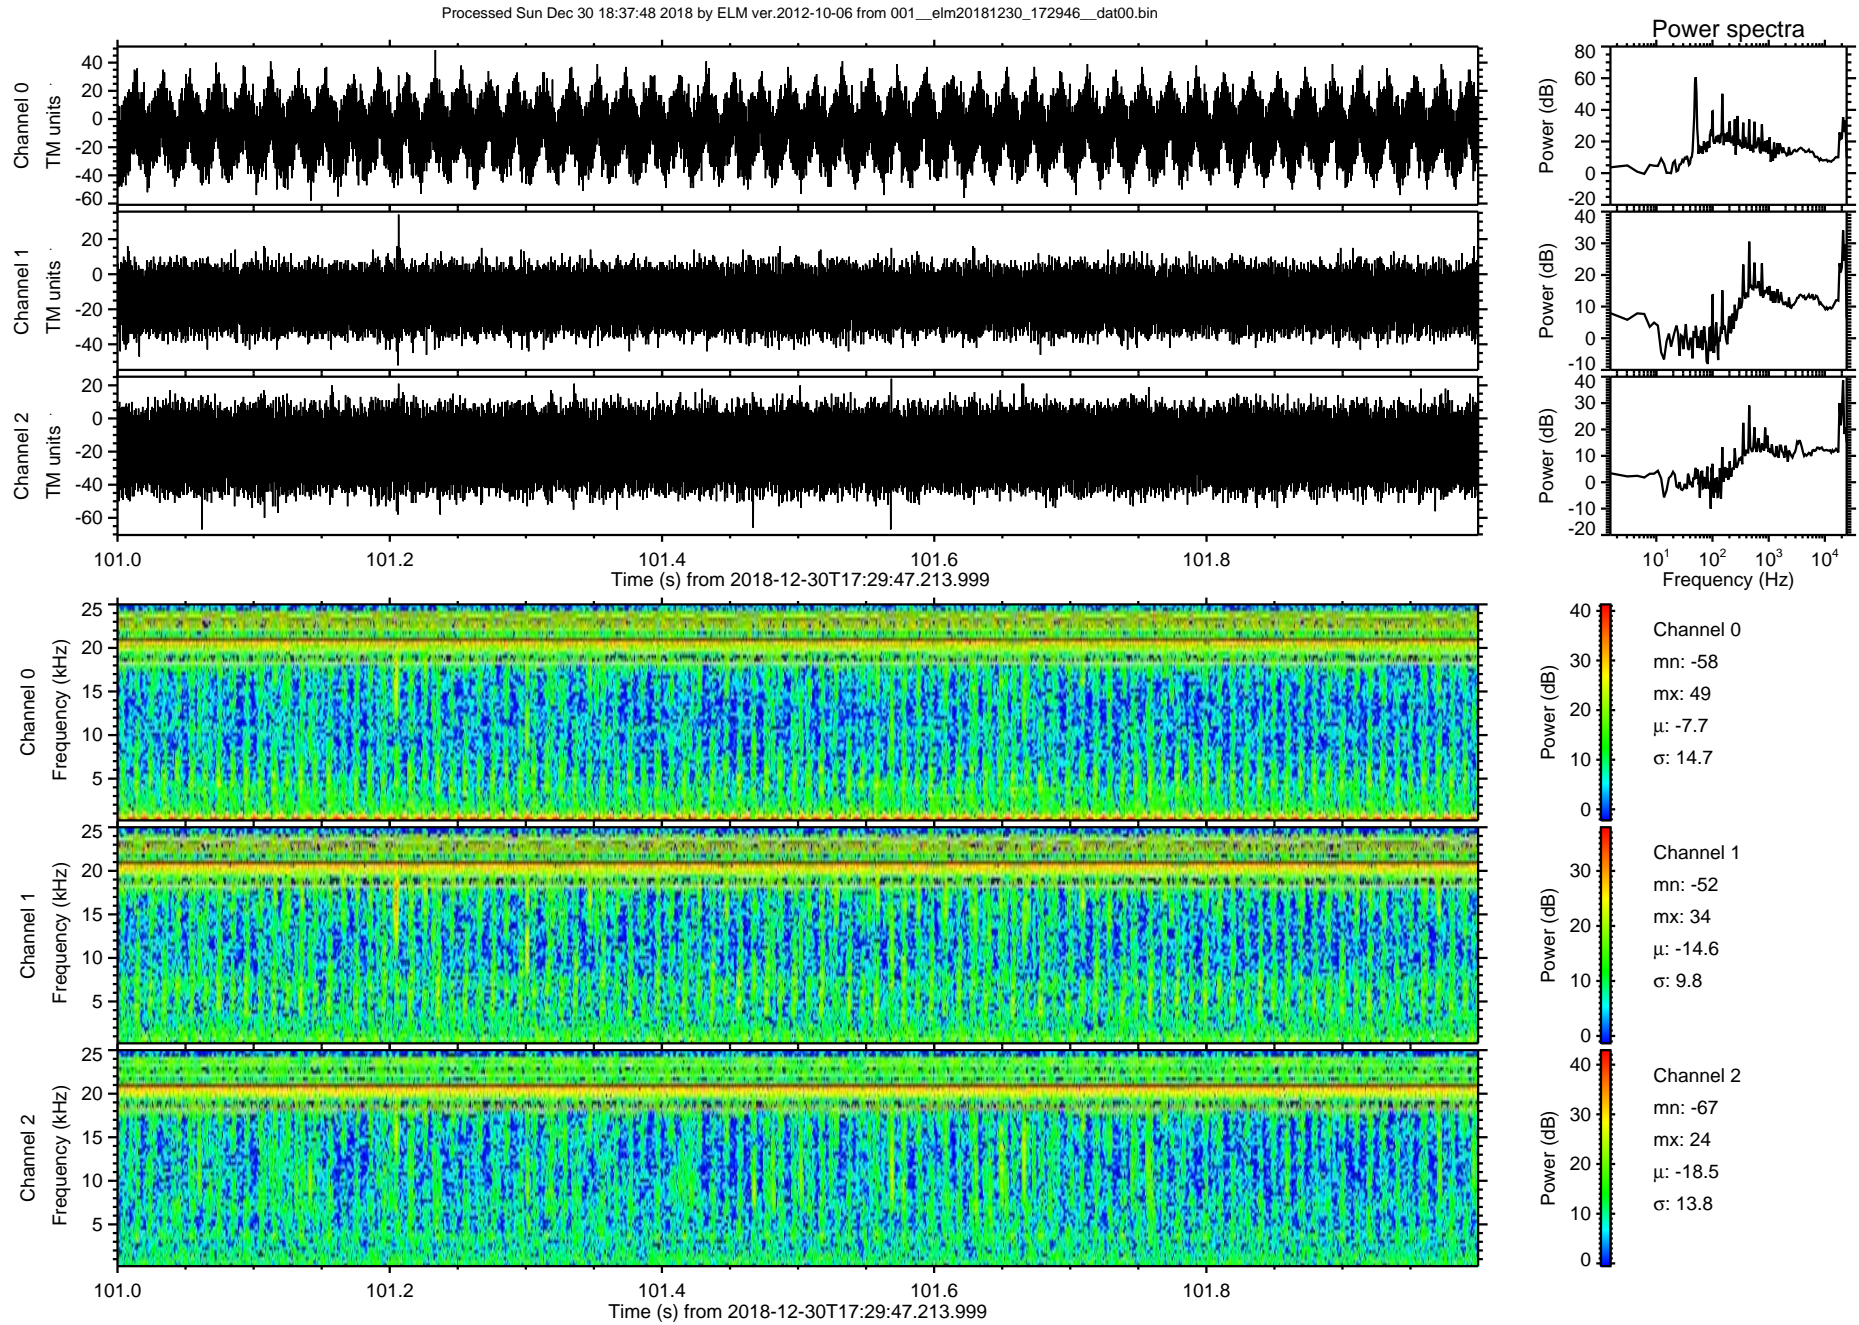 Processed Sun Dec 30 18:37:48 2018 by ELM ver.2012-10-06 from 001__elm20181230_172946__dat00.bin
Power spectra
Channel 0
TM units
40
20
0
-20
-40
-60
Power (dB)
80
60
40
20
0
-20
Channel 1
TM units
20
0
-20
-40
Power (dB)
40
30
20
10
0
-10
Channel 2
TM units
20
0
-20
-40
-60
Power (dB)
40
30
20
10
0
-10
-20
101.0 101.2 101.4 101.6 101.8
Time (s) from 2018-12-30T17:29:47.213.999
10^1 10^2 10^3 10^4
Frequency (Hz)
Channel 0
Frequency (kHz)
25
20
15
10
5
Power (dB)
40
30
20
10
0
Channel 0
mn: -58
mx: 49
μ: -7.7
σ: 14.7
Channel 1
Frequency (kHz)
25
20
15
10
5
Power (dB)
30
20
10
0
Channel 1
mn: -52
mx: 34
μ: -14.6
σ: 9.8
Channel 2
Frequency (kHz)
25
20
15
10
5
Power (dB)
40
30
20
10
0
Channel 2
mn: -67
mx: 24
μ: -18.5
σ: 13.8
101.0 101.2 101.4 101.6 101.8
Time (s) from 2018-12-30T17:29:47.213.999